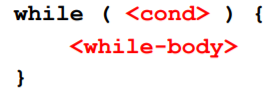 while ( <cond> ) {
<while-body>
}